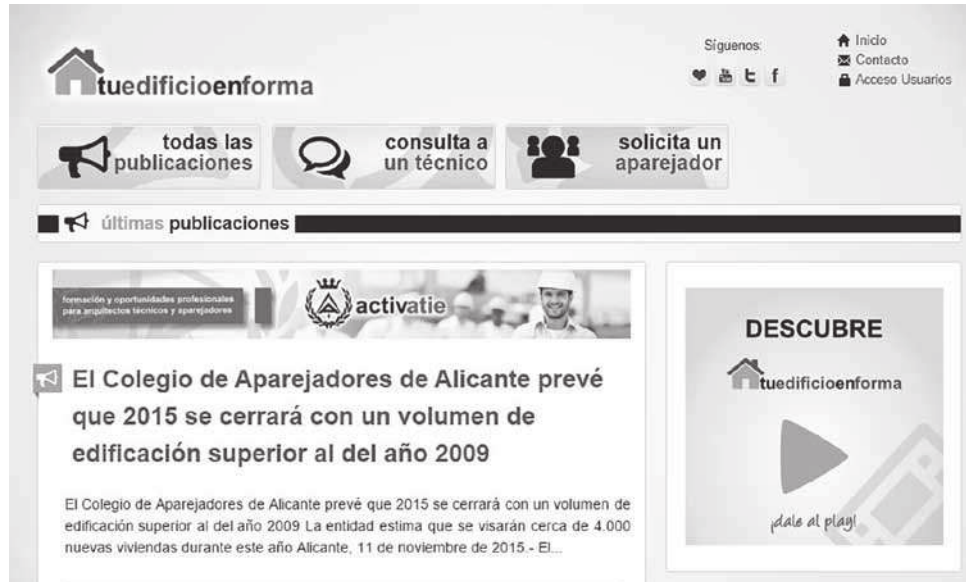 tuedificioenforma
Síguenos:
Inicio
Contacto
Acceso Usuarios
todas las
publicaciones
consulta a
un técnico
solicita un
aparejador
últimas publicaciones
formación y oportunidades profesionales
para arquitectos técnicos y aparejadores
activatie
El Colegio de Aparejadores de Alicante prevé
que 2015 se cerrará con un volumen de
edificación superior al del año 2009
El Colegio de Aparejadores de Alicante prevé que 2015 se cerrará con un volumen de
edificación superior al del año 2009 La entidad estima que se visarán cerca de 4.000
nuevas viviendas durante este año Alicante, 11 de noviembre de 2015.- El...
DESCUBRE
tuedificioenforma
¡dale al play!